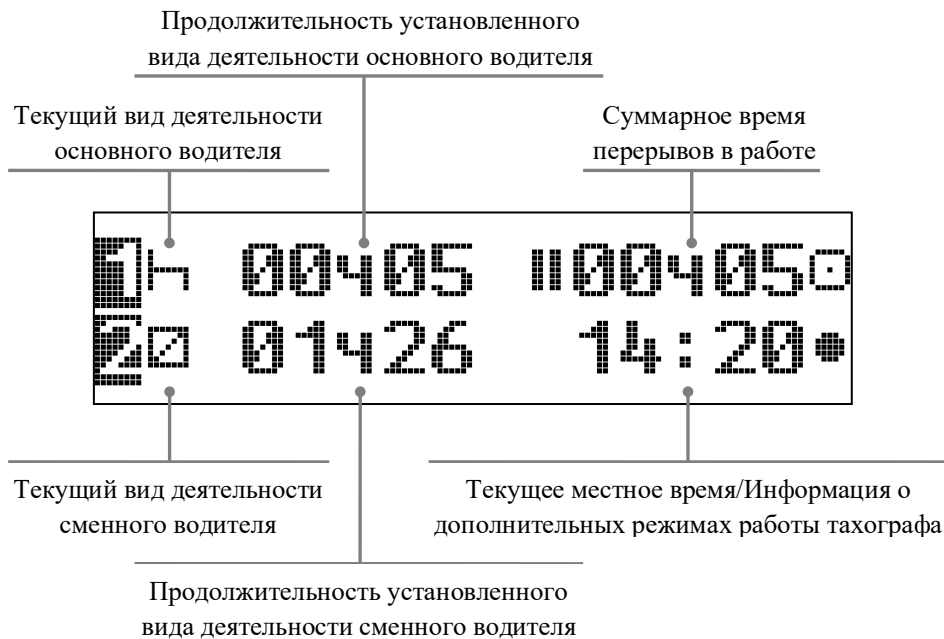 Продолжительность установленного
вида деятельности основного водителя
Текущий вид деятельности
основного водителя
Суммарное время
перерывов в работе
1h 00ч05 00ч05
2 01ч26 14:20
Текущий вид деятельности
сменного водителя
Текущее местное время/Информация о
дополнительных режимах работы тахографа
Продолжительность установленного
вида деятельности сменного водителя